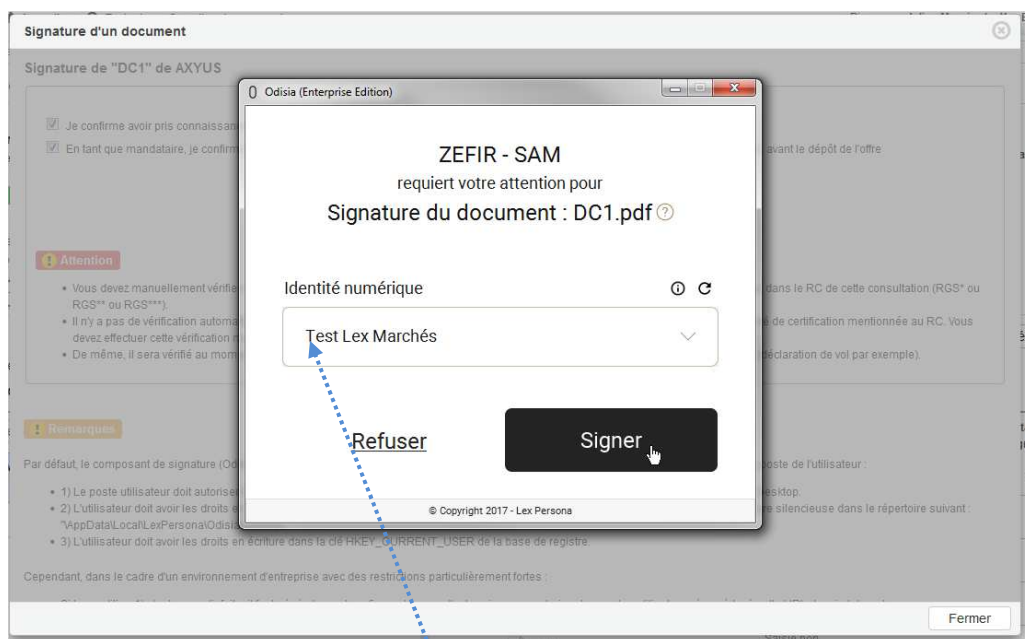 Signature d'un document
Signature de "DC1" de AXYUS
Odisia (Enterprise Edition)
Je confirme avoir pris connaissan
En tant que mandataire, je confirm
avant le dépôt de l'offre
ZEFIR - SAM
requiert votre attention pour
Signature du document : DC1.pdf
Attention
Identité numérique
• Vous devez manuellement vérifie
dans le RC de cette consultation (RGS* ou
RGS** ou RGS***).
• Il n'y a pas de vérification automa
é de certification mentionnée au RC. Vous
devez effectuer cette vérification
Test Lex Marchés
• De même, il sera vérifié au mom
déclaration de vol par exemple).
Remarques
Refuser
Signer
Par défaut, le composant de signature (Od
poste de l'utilisateur :
• 1) Le poste utilisateur doit autorise
esktop.
• 2) L'utilisateur doit avoir les droits e
re silencieuse dans le répertoire suivant :
"\AppData\Local\LexPersona\Odisia
© Copyright 2017 - Lex Persona
• 3) L'utilisateur doit avoir les droits en écriture dans la clé HKEY_CURRENT_USER de la base de registre.
Cependant, dans le cadre d'un environnement d'entreprise avec des restrictions particulièrement fortes :
Fermer